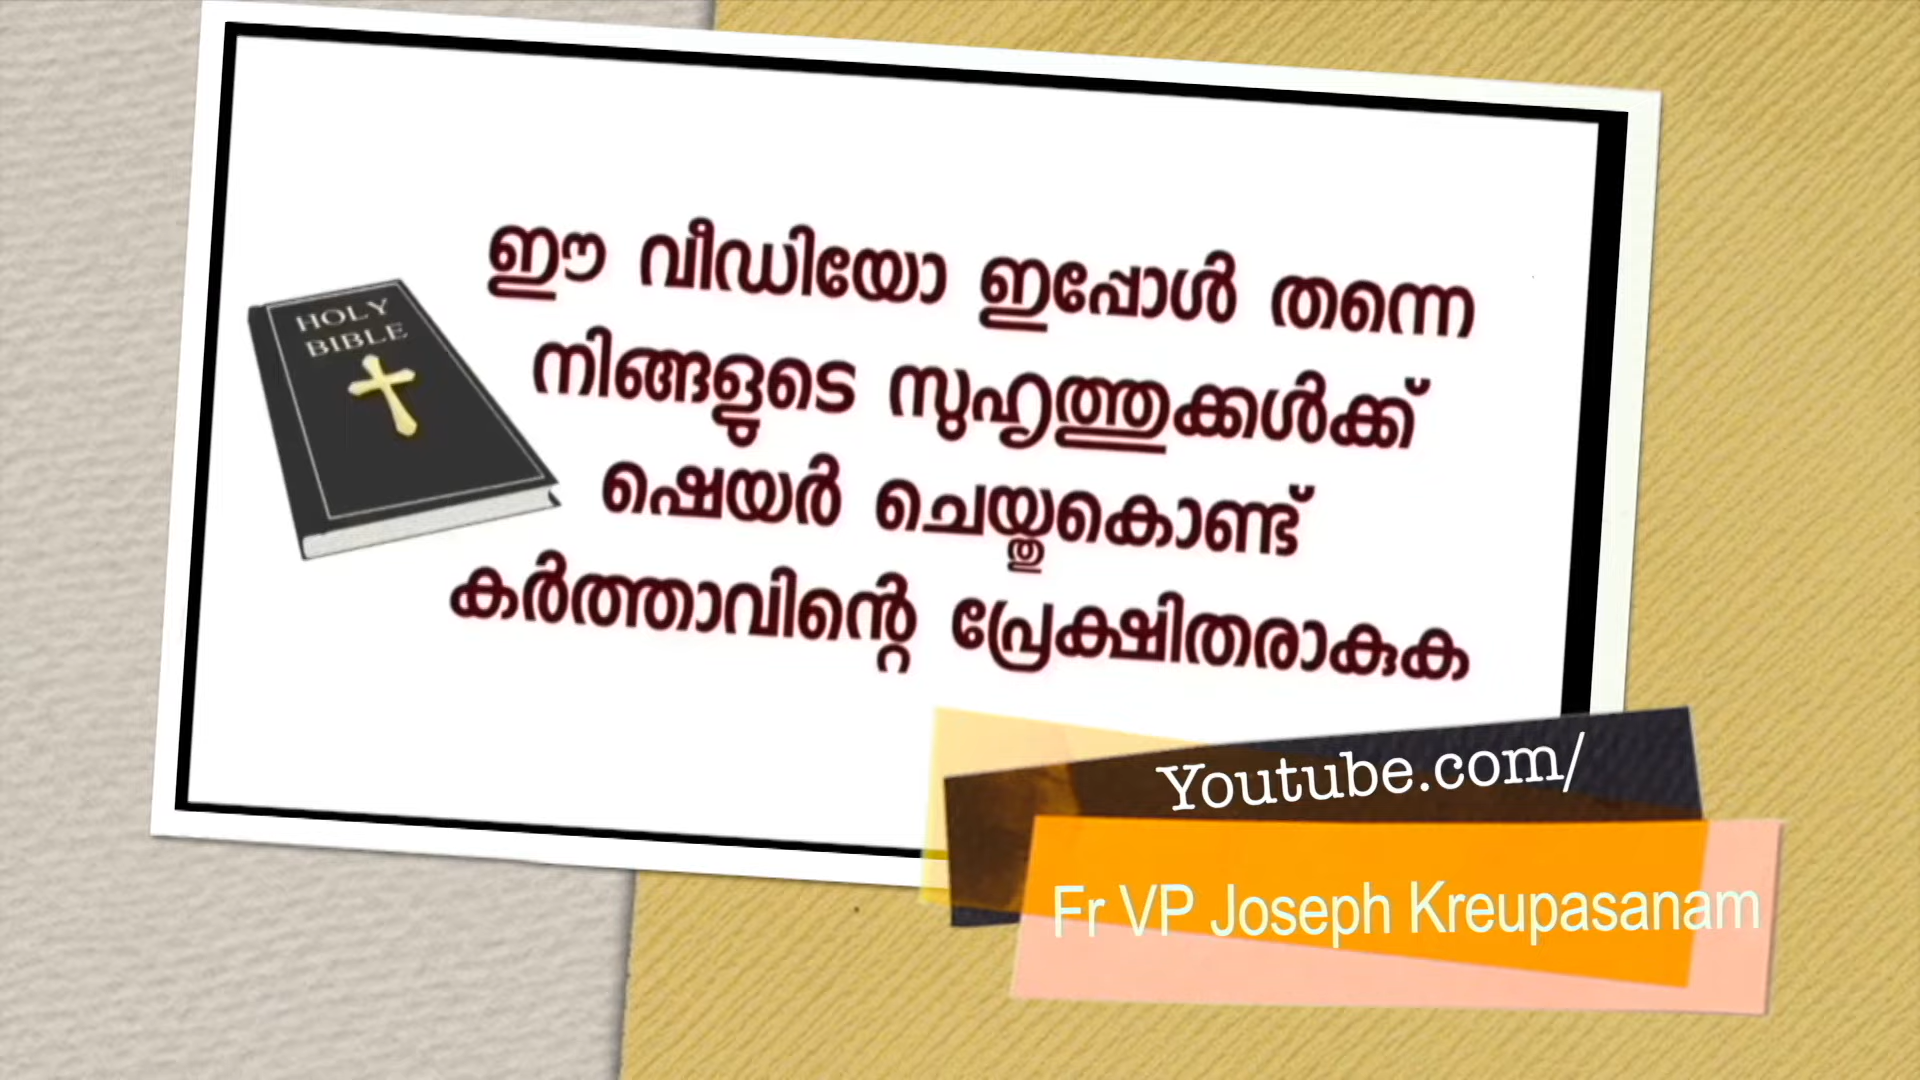 HOLY
BIBLE
ഈ വീഡിയോ ഇപ്പോൾ തന്നെ
നിങ്ങളുടെ സുഹൃത്തുക്കൾക്ക്
ഷെയർ ചെയ്തുകൊണ്ട്
കർത്താവിന്റെ പ്രേക്ഷിതരാകുക
Youtube.com/
Fr VP Joseph Kreupasanam